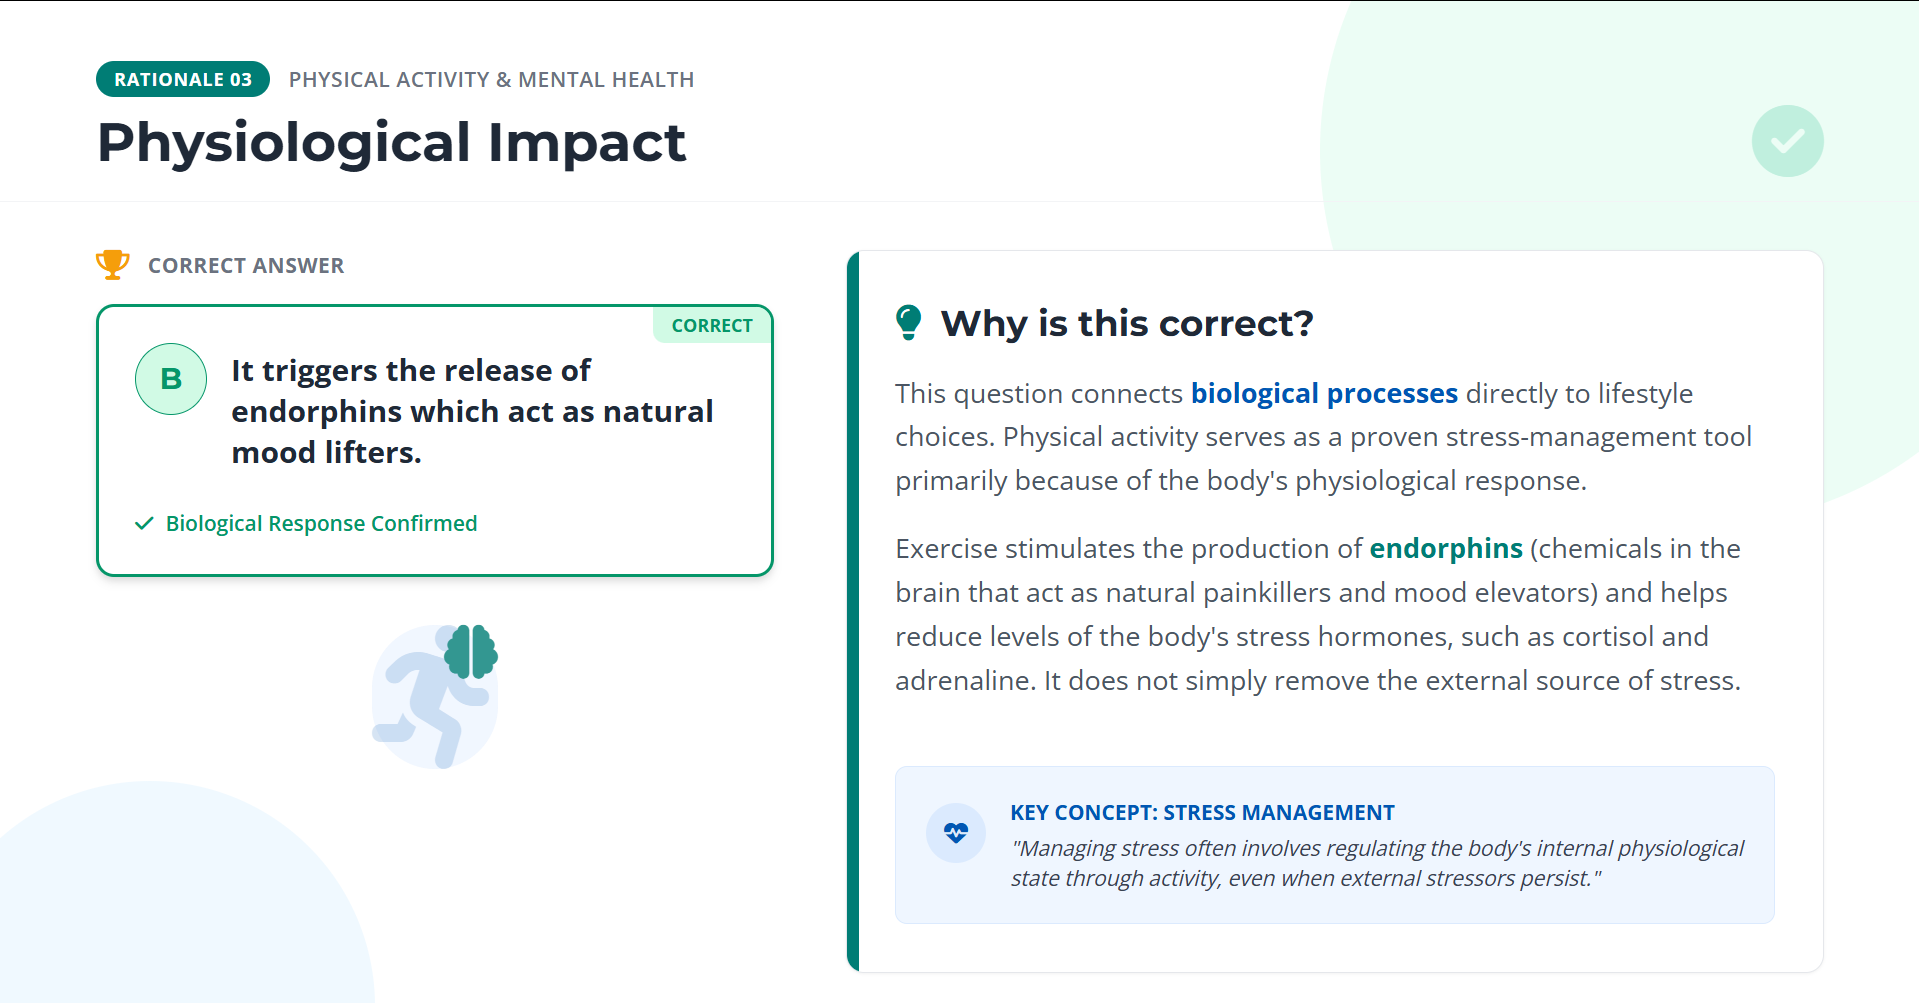 RATIONALE 03
PHYSICAL ACTIVITY & MENTAL HEALTH
Physiological Impact
CORRECT ANSWER
CORRECT
B
It triggers the release of
endorphins which act as natural
mood lifters.
Biological Response Confirmed
Why is this correct?
This question connects biological processes directly to lifestyle
choices. Physical activity serves as a proven stress-management tool
primarily because of the body's physiological response.
Exercise stimulates the production of endorphins (chemicals in the
brain that act as natural painkillers and mood elevators) and helps
reduce levels of the body's stress hormones, such as cortisol and
adrenaline. It does not simply remove the external source of stress.
KEY CONCEPT: STRESS MANAGEMENT
"Managing stress often involves regulating the body's internal physiological
state through activity, even when external stressors persist."